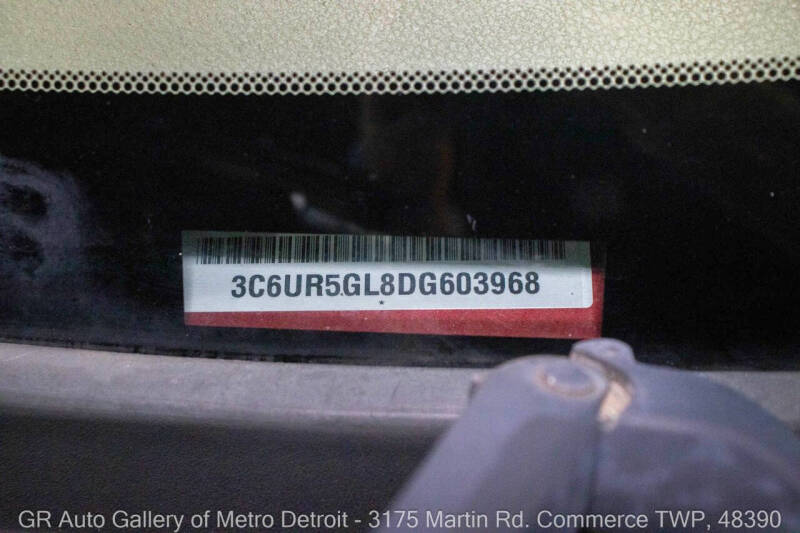 3C6UR5GL8DG603968
*
GR Auto Gallery of Metro Detroit - 3175 Martin Rd. Commerce TWP, 48390